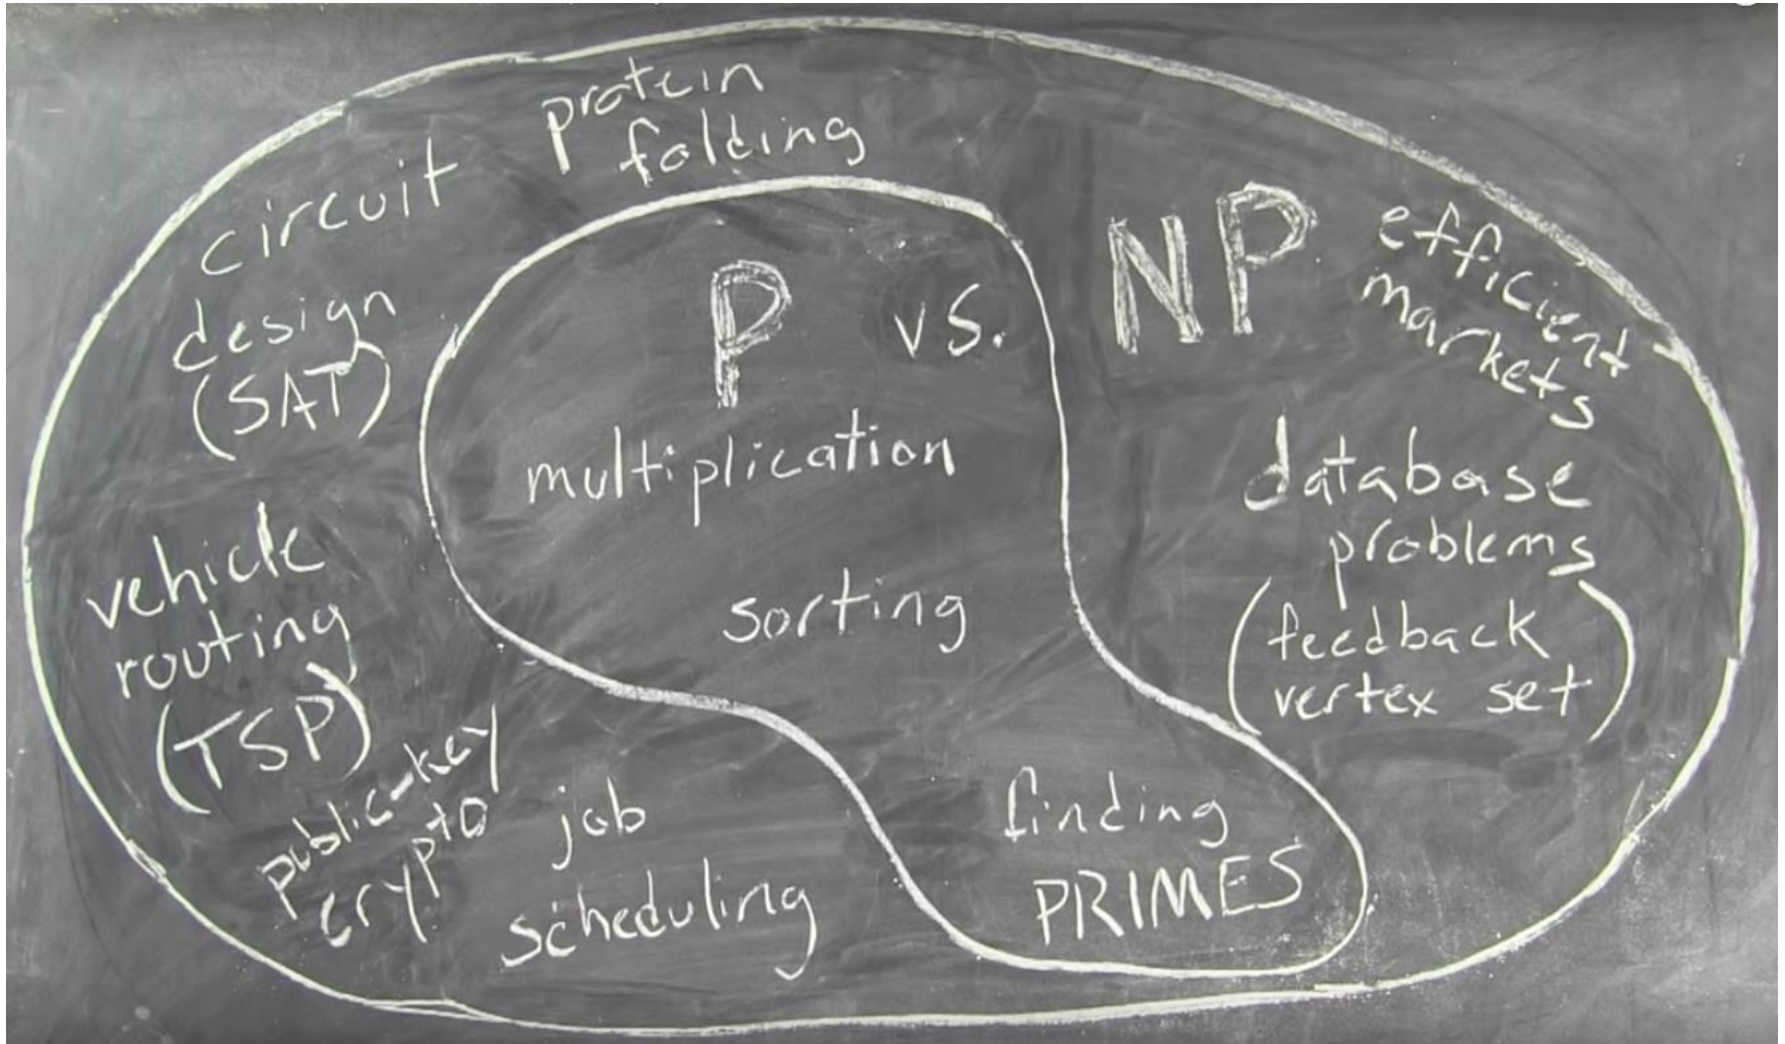 protein
folding
circuit
design
(SAT)
P vs. NP
efficient
markets
multiplication
database
problems
(feedback
vertex set)
vehicle
routing
(TSP)
sorting
public-key
crypto
job
scheduling
finding
PRIMES